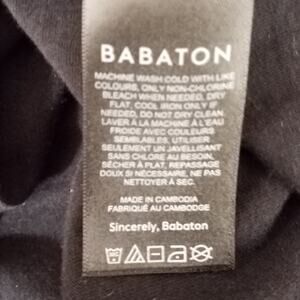 BABATON
MACHINE WASH COLD WITH LIKE
COLOURS, ONLY NON-CHLORINE
BLEACH WHEN NEEDED, DRY
FLAT, COOL IRON ONLY IF
NEEDED, DO NOT DRY CLEAN.
LAVER À LA MACHINE À L'EAU
FROIDE AVEC COULEURS
SEMBLABLES, UTILISER
SEULEMENT UN JAVELLISANT
SANS CHLORE AU BESOIN,
SÉCHER À PLAT, REPASSAGE
DOUX SI NÉCESSAIRE, NE PAS
NETTOYER À SEC.
MADE IN CAMBODIA
FABRIQUÉ AU CAMBODGE
Sincerely, Babaton